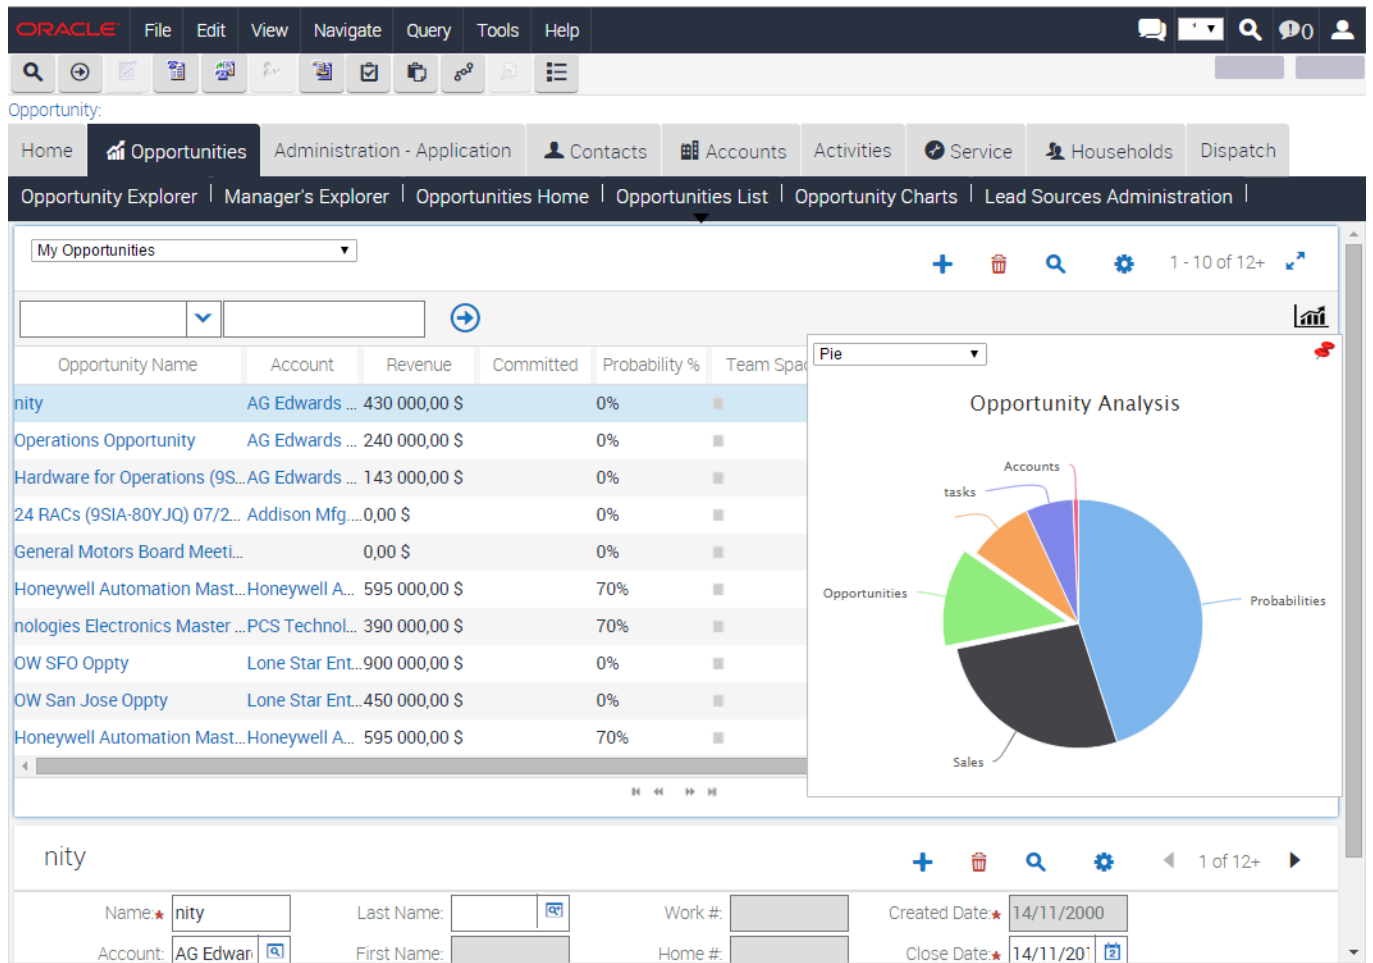 ORACLE File Edit View Navigate Query Tools Help 0
Opportunity:
Home Opportunities Administration - Application Contacts Accounts Activities Service Households Dispatch
Opportunity Explorer Manager's Explorer Opportunities Home Opportunities List Opportunity Charts Lead Sources Administration
My Opportunities 1 - 10 of 12+
Opportunity Name Account Revenue Committed Probability % Team Spac
nity AG Edwards ... 430 000,00 $ 0%
Operations Opportunity AG Edwards ... 240 000,00 $ 0%
Hardware for Operations (9S... AG Edwards ... 143 000,00 $ 0%
24 RACs (9SIA-80YJQ) 07/2... Addison Mfg.... 0,00 $ 0%
General Motors Board Meeti... 0,00 $ 0%
Honeywell Automation Mast... Honeywell A... 595 000,00 $ 70%
nologies Electronics Master ... PCS Technol... 390 000,00 $ 70%
OW SFO Oppty Lone Star Ent... 900 000,00 $ 0%
OW San Jose Oppty Lone Star Ent... 450 000,00 $ 0%
Honeywell Automation Mast... Honeywell A... 595 000,00 $ 70%
Pie
Opportunity Analysis
Accounts
tasks
Opportunities
Probabilities
Sales
nity 1 of 12+
Name: nity Last Name: Work #: Created Date: 14/11/2000
Account: AG Edwar First Name: Home #: Close Date: 14/11/201